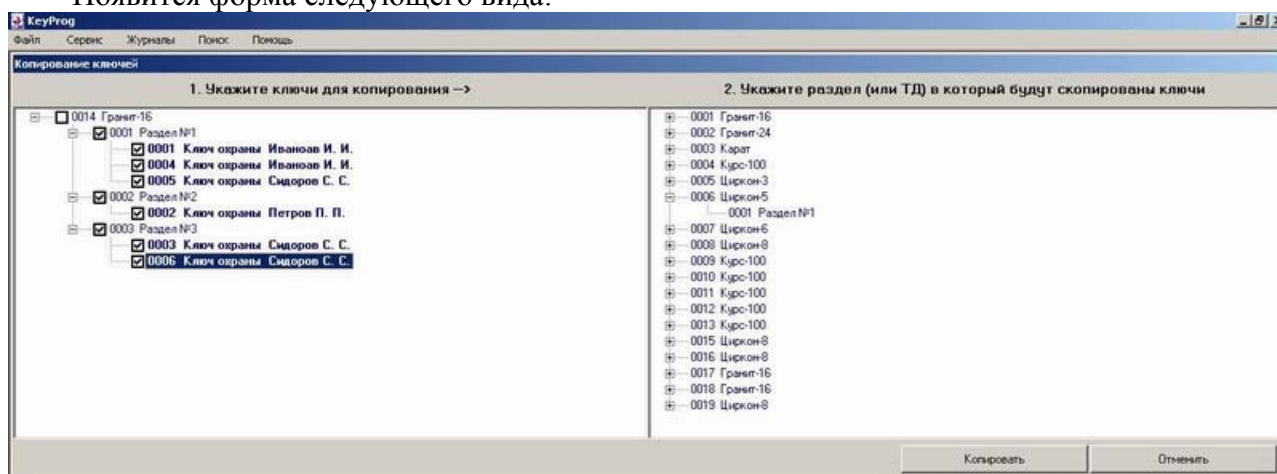 Появится форма следующего вида:
KeyProg
Файл Сервис Журналы Поиск Помощь
Копирование ключей
1. Укажите ключи для копирования -->
0014 Гранит-16
0001 Раздел №1
0001 Ключ охраны Иваноав И. И.
0004 Ключ охраны Иваноав И. И.
0005 Ключ охраны Сидоров С. С.
0002 Раздел №2
0002 Ключ охраны Петров П. П.
0003 Раздел №3
0003 Ключ охраны Сидоров С. С.
0006 Ключ охраны Сидоров С. С.
2. Укажите раздел (или ТД) в который будут скопированы ключи
0001 Гранит-16
0002 Гранит-24
0003 Карат
0004 Курс-100
0005 Циркон-3
0006 Циркон-5
0001 Раздел №1
0007 Циркон-6
0008 Циркон-8
0009 Курс-100
0010 Курс-100
0011 Курс-100
0012 Курс-100
0013 Курс-100
0015 Циркон-8
0016 Циркон-8
0017 Гранит-16
0018 Гранит-16
0019 Циркон-8
Копировать Отменить